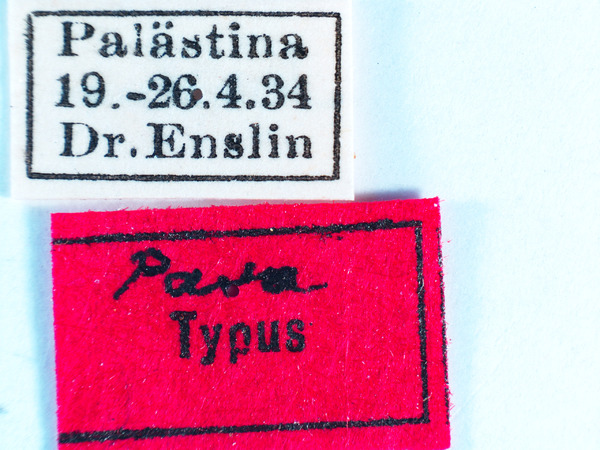 Palästina
19.-26.4.34
Dr. Enslin
Para
Typus